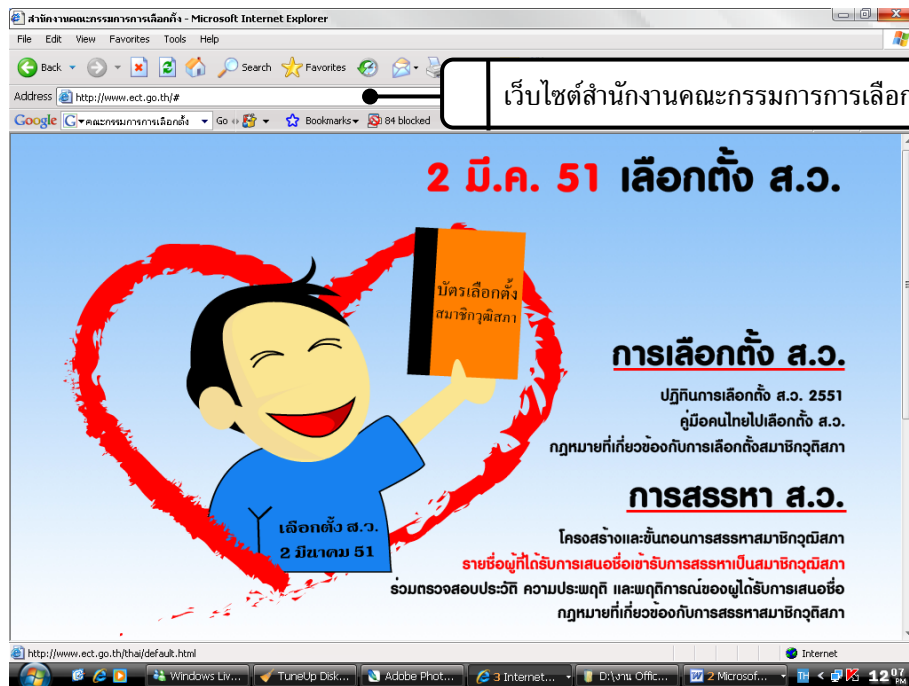 สำนักงานคณะกรรมการการเลือกตั้ง - Microsoft Internet Explorer
File Edit View Favorites Tools Help
Back Search Favorites
Address http://www.ect.go.th/#
เว็บไซต์สำนักงานคณะกรรมการการเลือก
Google คณะกรรมการการเลือกตั้ง Go Bookmarks 84 blocked
2 มี.ค. 51 เลือกตั้ง ส.ว.
บัตรเลือกตั้ง
สมาชิกวุฒิสภา
การเลือกตั้ง ส.ว.
ปฏิทินการเลือกตั้ง ส.ว. 2551
คู่มือคนไทยไปเลือกตั้ง ส.ว.
กฎหมายที่เกี่ยวข้องกับการเลือกตั้งสมาชิกวุฒิสภา
การสรรหา ส.ว.
โครงสร้างและขั้นตอนการสรรหาสมาชิกวุฒิสภา
รายชื่อผู้ที่ได้รับการเสนอชื่อเข้ารับการสรรหาเป็นสมาชิกวุฒิสภา
ร่วมตรวจสอบประวัติ ความประพฤติ และพฤติการณ์ของผู้ได้รับการเสนอชื่อ
กฎหมายที่เกี่ยวข้องกับการสรรหาสมาชิกวุฒิสภา
เลือกตั้ง ส.ว.
2 มีนาคม 51
http://www.ect.go.th/thai/default.html Internet
Windows Liv... TuneUp Disk... Adobe Phot... 3 Internet... D:\งาน Offic... 2 Microsof... TH 12 07 PM